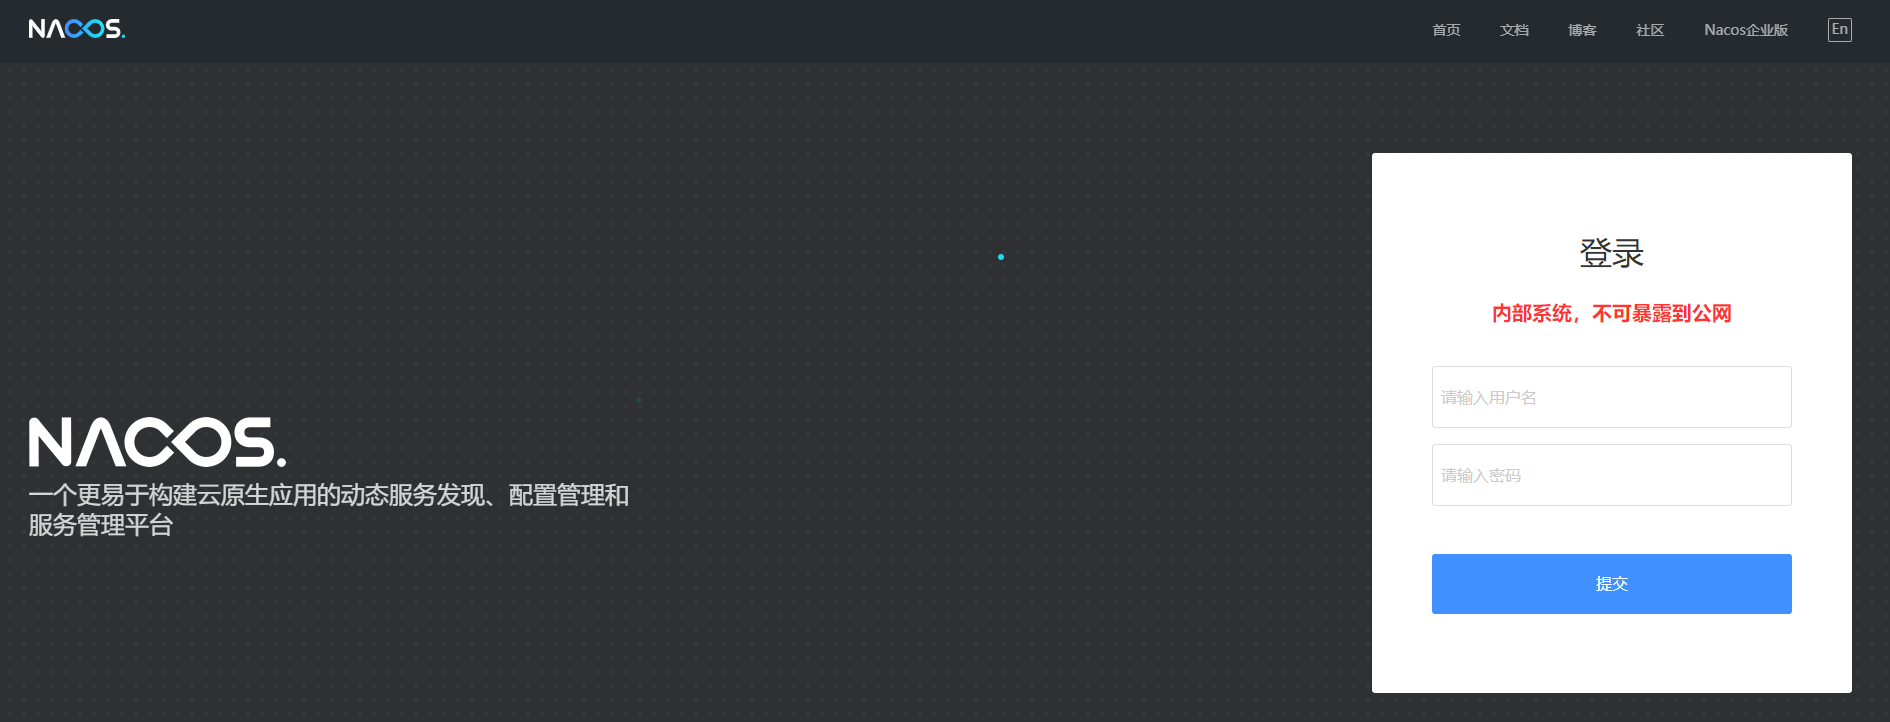 NACOS.
首页 文档 博客 社区 Nacos企业版 En
登录
内部系统，不可暴露到公网
请输入用户名
请输入密码
提交
NACOS.
一个更易于构建云原生应用的动态服务发现、配置管理和
服务管理平台